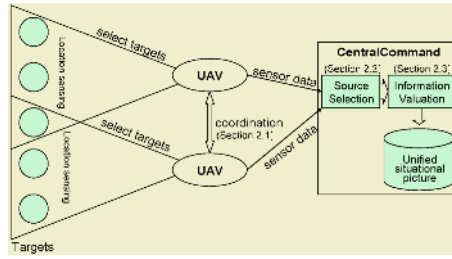 select targets
Location sensing
UAV
sensor data
CentralCommand
(Section 2.2)
(Section 2.3)
Source
Selection
Information
Valuation
coordination
(Section 2.1)
select targets
Location sensing
UAV
sensor data
Unified
situational
picture
Targets